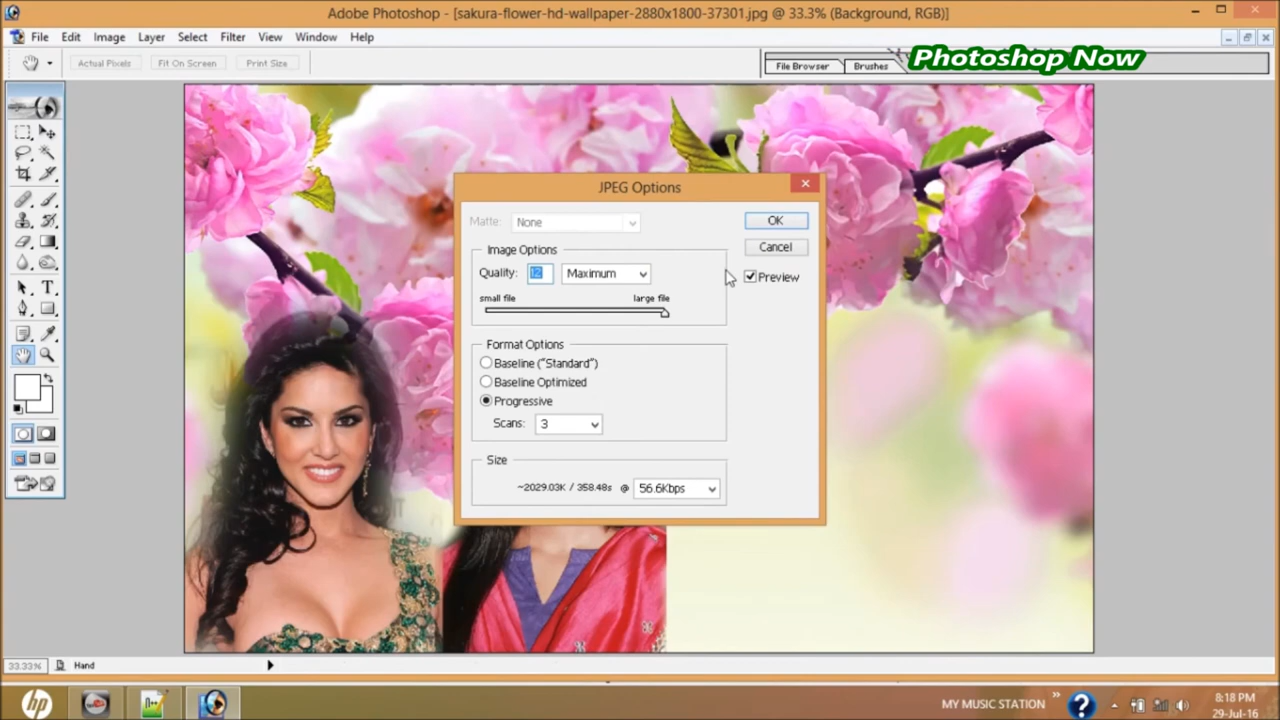 Adobe Photoshop - [sakura-flower-hd-wallpaper-2880x1800-37301.jpg @ 33.3% (Background, RGB)]
File Edit Image Layer Select Filter View Window Help
Actual Pixels Fit On Screen Print Size File Browser Brushes Photoshop Now
JPEG Options
Matte: None OK
Image Options Cancel
Quality: 12 Maximum Preview
small file large file
Format Options
Baseline ("Standard")
Baseline Optimized
Progressive
Scans: 3
Size
~2029.03K / 358.48s @ 56.6Kbps
33.33% Hand
MY MUSIC STATION
8:18 PM
29-Jul-16